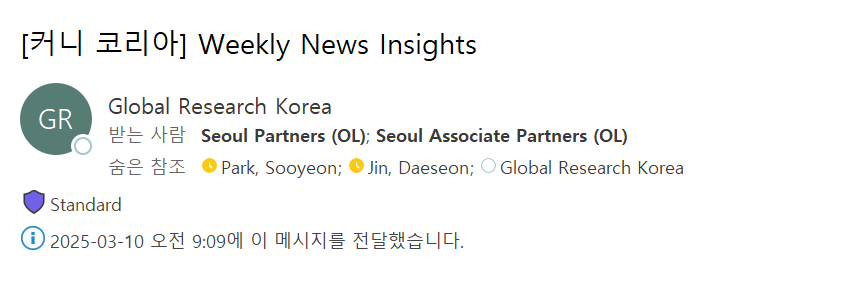 [커니 코리아] Weekly News Insights
GR
Global Research Korea
받는 사람 Seoul Partners (OL); Seoul Associate Partners (OL)
숨은 참조 Park, Sooyeon; Jin, Daeseon; Global Research Korea
Standard
2025-03-10 오전 9:09에 이 메시지를 전달했습니다.